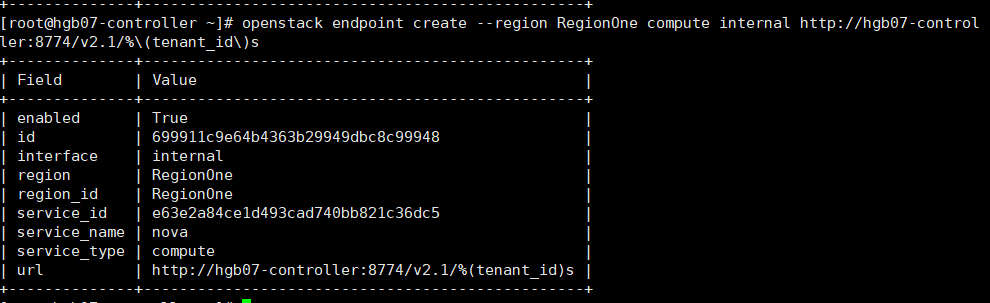 +--------------+-----------------------------------------------+
[root@hgb07-controller ~]# openstack endpoint create --region RegionOne compute internal http://hgb07-control
ler:8774/v2.1/%\(tenant_id\)s
+--------------+-----------------------------------------------+
| Field        | Value                                         |
+--------------+-----------------------------------------------+
| enabled      | True                                          |
| id           | 699911c9e64b4363b29949dbc8c99948              |
| interface    | internal                                      |
| region       | RegionOne                                     |
| region_id    | RegionOne                                     |
| service_id   | e63e2a84ce1d493cad740bb821c36dc5              |
| service_name | nova                                          |
| service_type | compute                                       |
| url          | http://hgb07-controller:8774/v2.1/%(tenant_id)s |
+--------------+-----------------------------------------------+